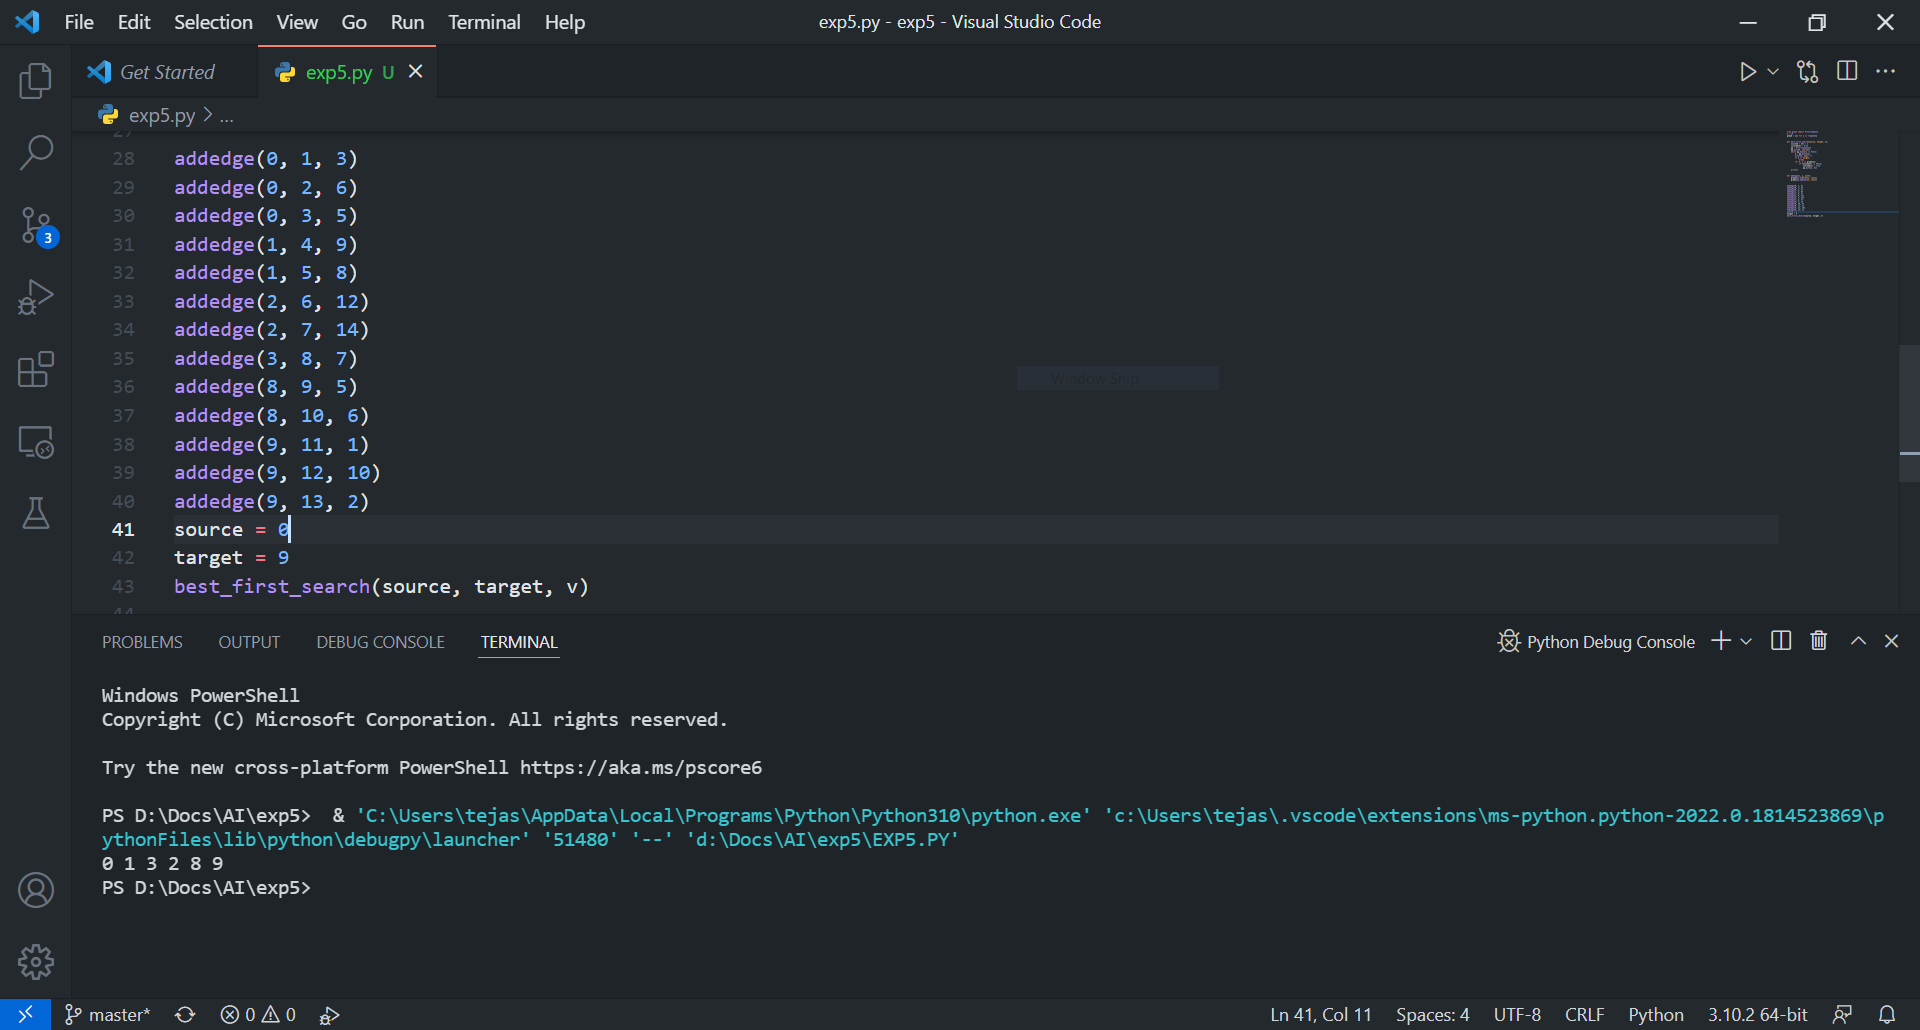 File Edit Selection View Go Run Terminal Help exp5.py - exp5 - Visual Studio Code
Get Started exp5.py U
exp5.py > ...
27
28 addedge(0, 1, 3)
29 addedge(0, 2, 6)
30 addedge(0, 3, 5)
31 addedge(1, 4, 9)
32 addedge(1, 5, 8)
33 addedge(2, 6, 12)
34 addedge(2, 7, 14)
35 addedge(3, 8, 7)
36 addedge(8, 9, 5)
37 addedge(8, 10, 6)
38 addedge(9, 11, 1)
39 addedge(9, 12, 10)
40 addedge(9, 13, 2)
41 source = 0
42 target = 9
43 best_first_search(source, target, v)
44
3
Window Snip
PROBLEMS OUTPUT DEBUG CONSOLE TERMINAL Python Debug Console
Windows PowerShell
Copyright (C) Microsoft Corporation. All rights reserved.
Try the new cross-platform PowerShell https://aka.ms/pscore6
PS D:\Docs\AI\exp5>  & 'C:\Users\tejas\AppData\Local\Programs\Python\Python310\python.exe' 'c:\Users\tejas\.vscode\extensions\ms-python.python-2022.0.1814523869\p
ythonFiles\lib\python\debugpy\launcher' '51480' '--' 'd:\Docs\AI\exp5\EXP5.PY'
0 1 3 2 8 9
PS D:\Docs\AI\exp5>
master* 0 0 Ln 41, Col 11 Spaces: 4 UTF-8 CRLF Python 3.10.2 64-bit